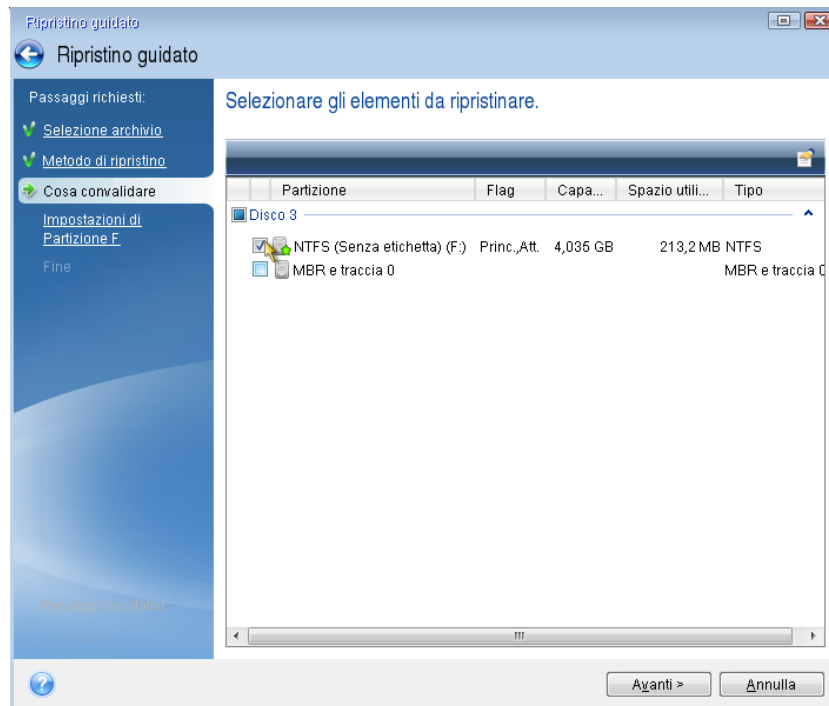 Ripristino guidato
Ripristino guidato
Passaggi richiesti:
Selezione archivio
Metodo di ripristino
Cosa convalidare
Impostazioni di
Partizione F
Fine
Selezionare gli elementi da ripristinare.
Partizione Flag Capa... Spazio utili... Tipo
Disco 3
NTFS (Senza etichetta) (F:) Princ.,Att. 4,035 GB 213,2 MB NTFS
MBR e traccia 0 MBR e traccia 0
Avanti >
Annulla